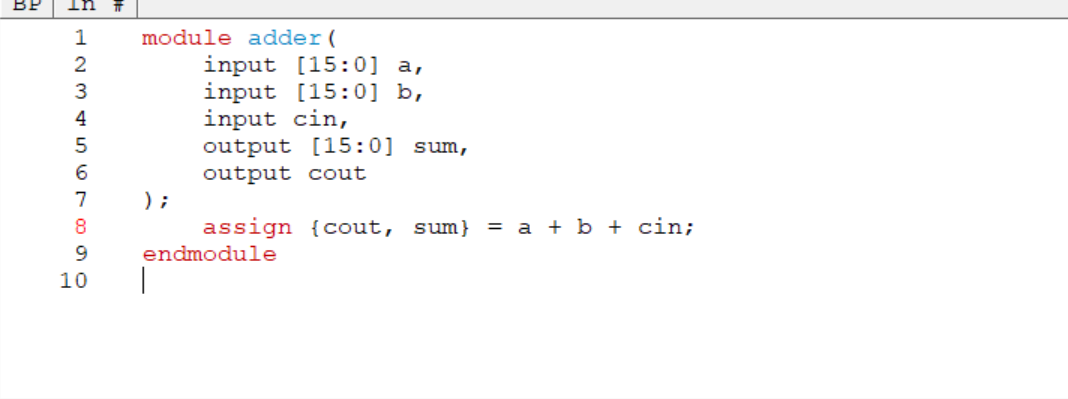 BP ln #
1 module adder(
2 input [15:0] a,
3 input [15:0] b,
4 input cin,
5 output [15:0] sum,
6 output cout
7 );
8 assign {cout, sum} = a + b + cin;
9 endmodule
10